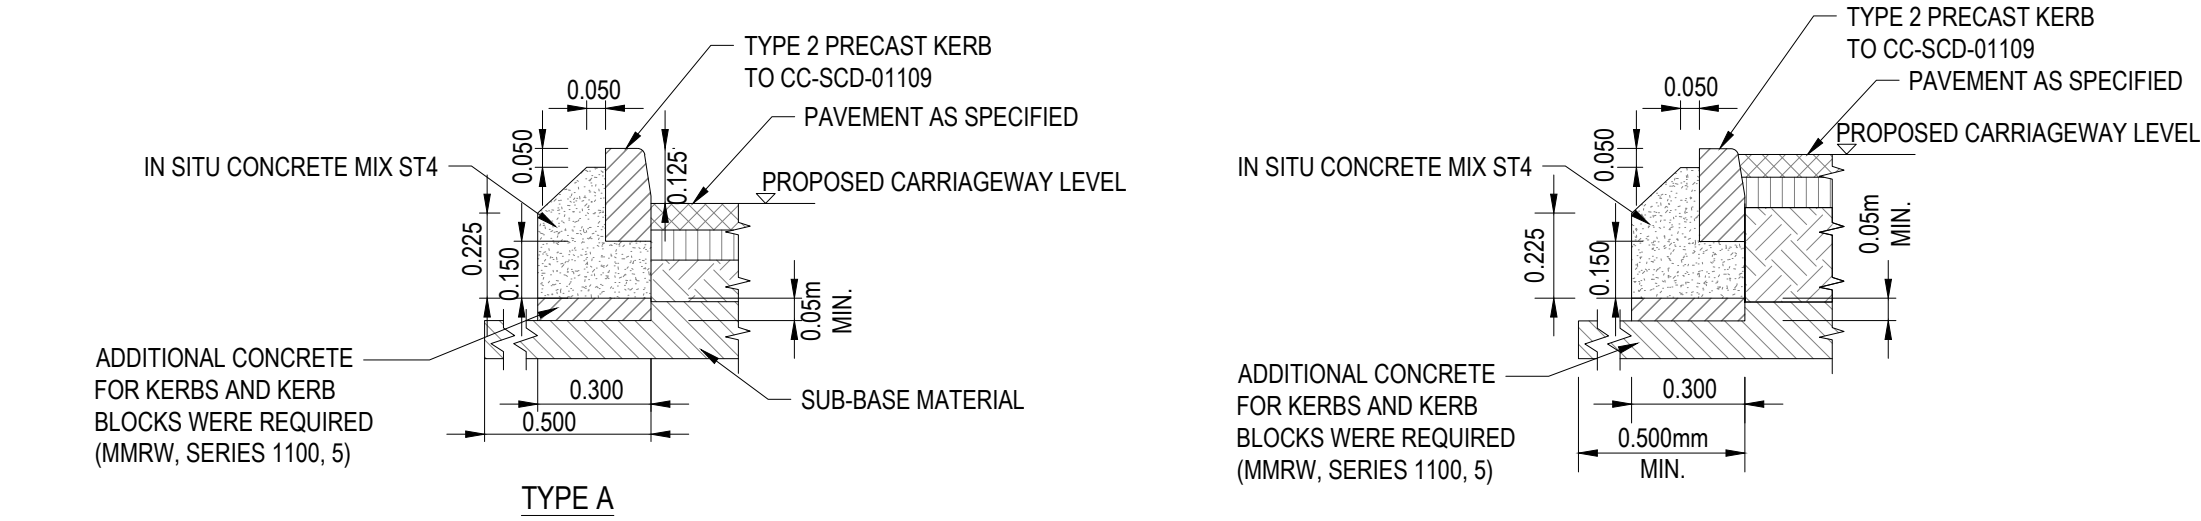 TYPE 2 PRECAST KERB
TO CC-SCD-01109
PAVEMENT AS SPECIFIED
PROPOSED CARRIAGEWAY LEVEL
IN SITU CONCRETE MIX ST4
0.050
0.050
0.125
0.225
0.150
0.05m
MIN.
ADDITIONAL CONCRETE
FOR KERBS AND KERB
BLOCKS WERE REQUIRED
(MMRW, SERIES 1100, 5)
0.300
0.500
SUB-BASE MATERIAL
TYPE A
TYPE 2 PRECAST KERB
TO CC-SCD-01109
PAVEMENT AS SPECIFIED
PROPOSED CARRIAGEWAY LEVEL
IN SITU CONCRETE MIX ST4
0.050
0.050
0.225
0.150
0.05m
MIN.
ADDITIONAL CONCRETE
FOR KERBS AND KERB
BLOCKS WERE REQUIRED
(MMRW, SERIES 1100, 5)
0.300
0.500mm
MIN.